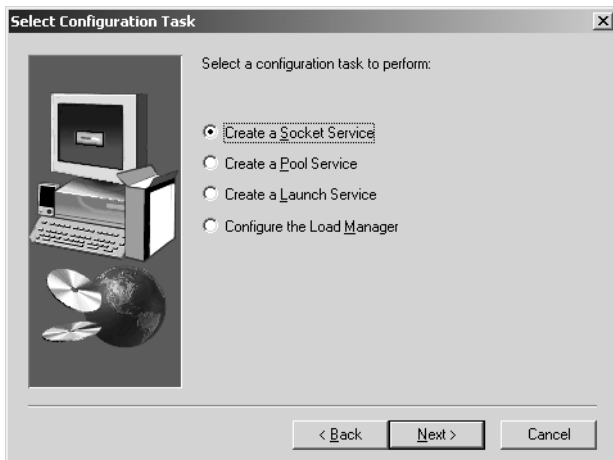 Select Configuration Task
Select a configuration task to perform:
Create a Socket Service
Create a Pool Service
Create a Launch Service
Configure the Load Manager
< Back
Next >
Cancel